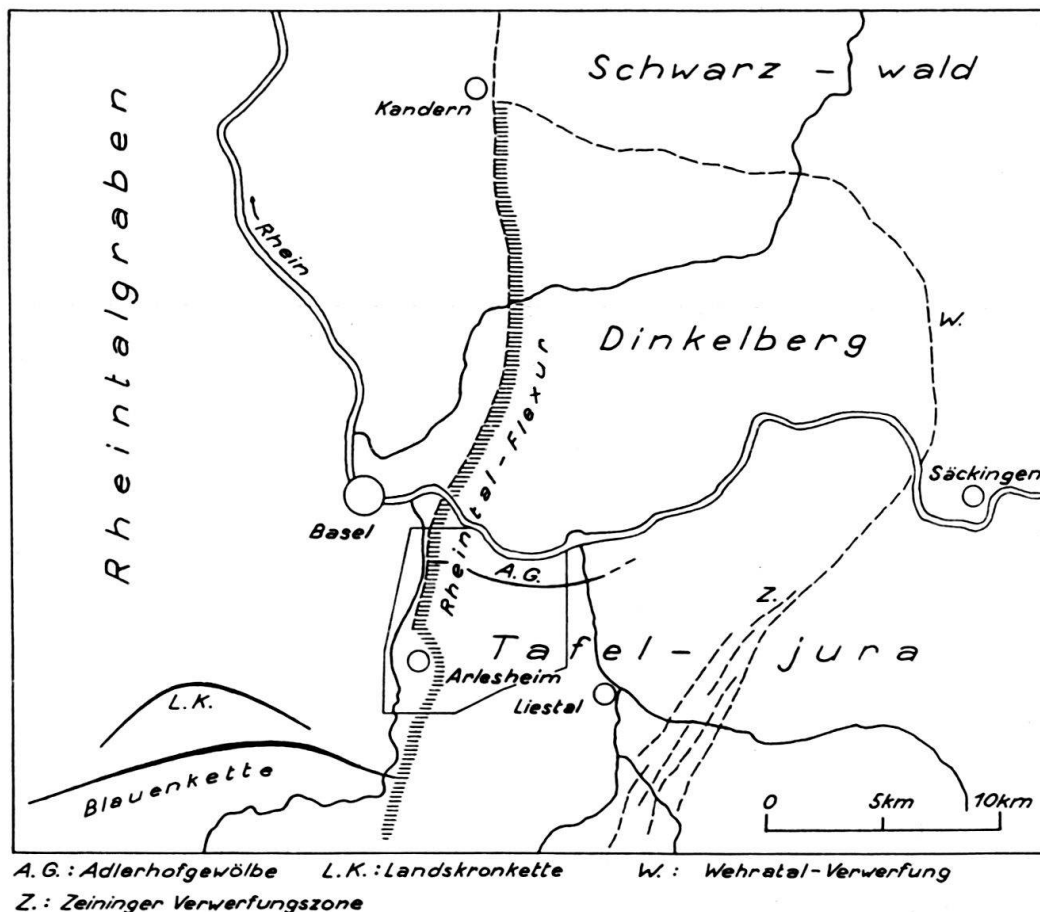 Schwarz - wald
Kandern
Rheintalgraben
Rhein
W.
Dinkelberg
Rheintal-Flexur
Säckingen
Basel
A.G.
Z.
Tafel- jura
Arlesheim
Liestal
L.K.
Blauenkette
0 5km 10km
A.G.: Adlerhofgewölbe L.K.: Landskronkette W.: Wehratal-Verwerfung
Z.: Zeininger Verwerfungszone